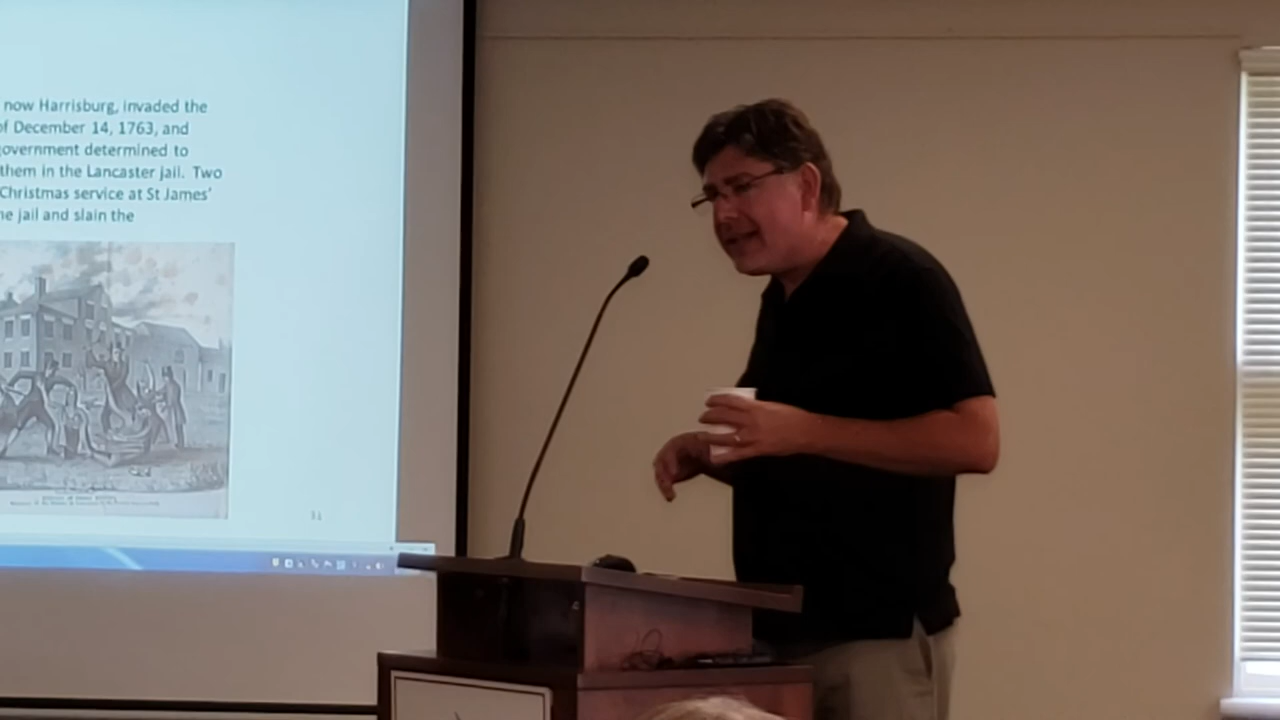 now Harrisburg, invaded the
of December 14, 1763, and
government determined to
them in the Lancaster jail. Two
Christmas service at St James'
he jail and slain the
31